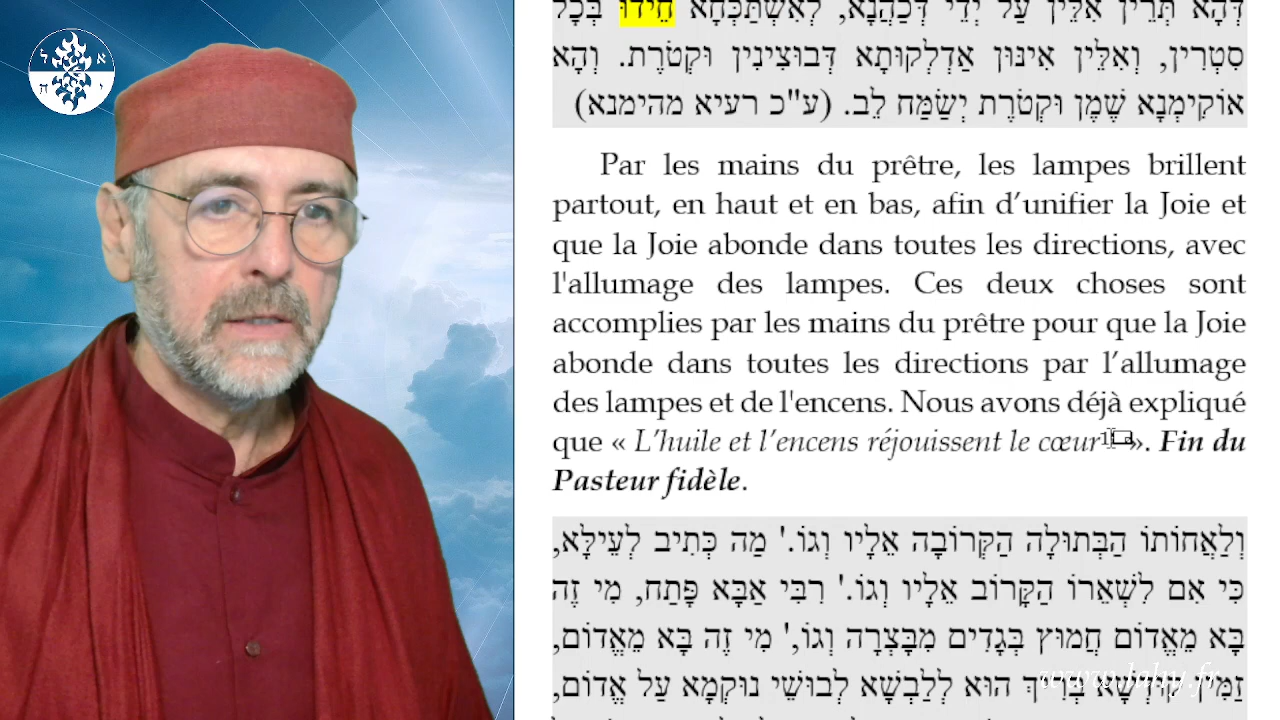 א
ל
ה
י
דְּהָא תְּרֵין אִלֵּין עַל יְדֵי דְּכַהֲנָא, לְאִשְׁתַּכְּחָא חֵידוּ בְּכָל
סִטְרִין, וְאִלֵּין אִינּוּן אַדְלְקוּתָא דְּבוּצִינִין וּקְטֹרֶת. וְהָא
אוֹקִימְנָא שֶׁמֶן וּקְטֹרֶת יְשַׂמַּח לֵב. (ע"כ רעיא מהימנא)
Par les mains du prêtre, les lampes brillent
partout, en haut et en bas, afin d’unifier la Joie et
que la Joie abonde dans toutes les directions, avec
l'allumage des lampes. Ces deux choses sont
accomplies par les mains du prêtre pour que la Joie
abonde dans toutes les directions par l’allumage
des lampes et de l'encens. Nous avons déjà expliqué
que « L’huile et l’encens réjouissent le cœur ». Fin du
Pasteur fidèle.
וְלַאֲחוֹתוֹ הַבְּתוּלָה הַקְּרוֹבָה אֵלָיו וְגוֹ.' מַה כְּתִיב לְעֵילָּא,
כִּי אִם לִשְׁאֵרוֹ הַקָּרוֹב אֵלָיו וְגוֹ.' רִבִּי אַבָּא פָּתַח, מִי זֶה
בָּא מֵאֱדוֹם חֲמוּץ בְּגָדִים מִבָּצְרָה וְגוֹ,' מִי זֶה בָּא מֵאֱדוֹם,
זַמִּין קוּדְשָׁא בְּרִיךְ הוּא לְלַבְשָׁא לְבוּשֵׁי נוּקְמָא עַל אֱדוֹם,
www.lahy.fr